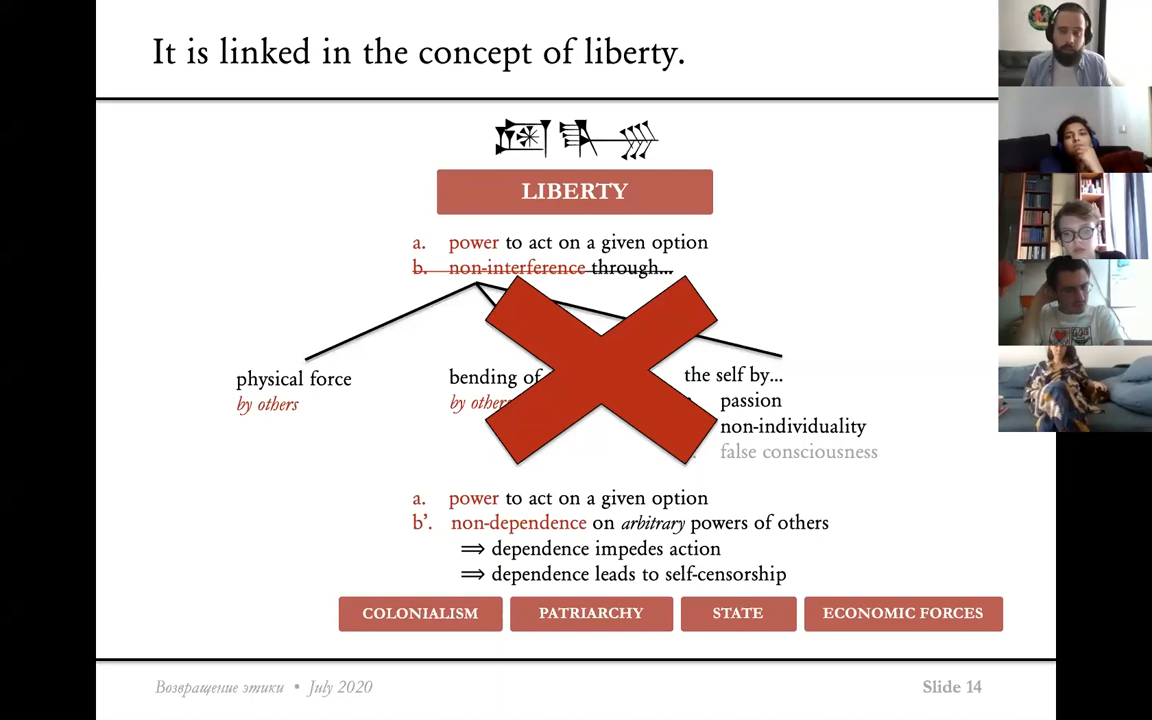 It is linked in the concept of liberty.
𒂼𒄄
LIBERTY
a. power to act on a given option
b. non-interference through...
physical force
by others
bending of
by others
the self by...
passion
non-individuality
false consciousness
a. power to act on a given option
b’. non-dependence on arbitrary powers of others
⟹ dependence impedes action
⟹ dependence leads to self-censorship
COLONIALISM PATRIARCHY STATE ECONOMIC FORCES
Возвращение этики • July 2020
Slide 14